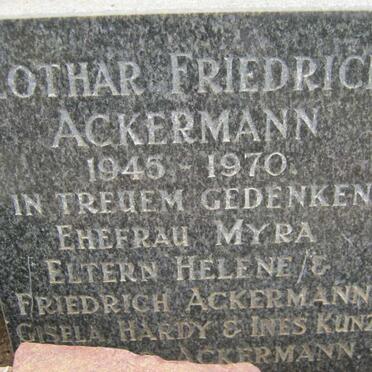 LOTHAR FRIEDRICH
ACKERMANN
1945 - 1970.
IN TREUEM GEDENKEN
EHEFRAU MYRA
ELTERN HELENE &
FRIEDRICH ACKERMANN
GISELA HARDY & INES KUNZ
ACKERMANN